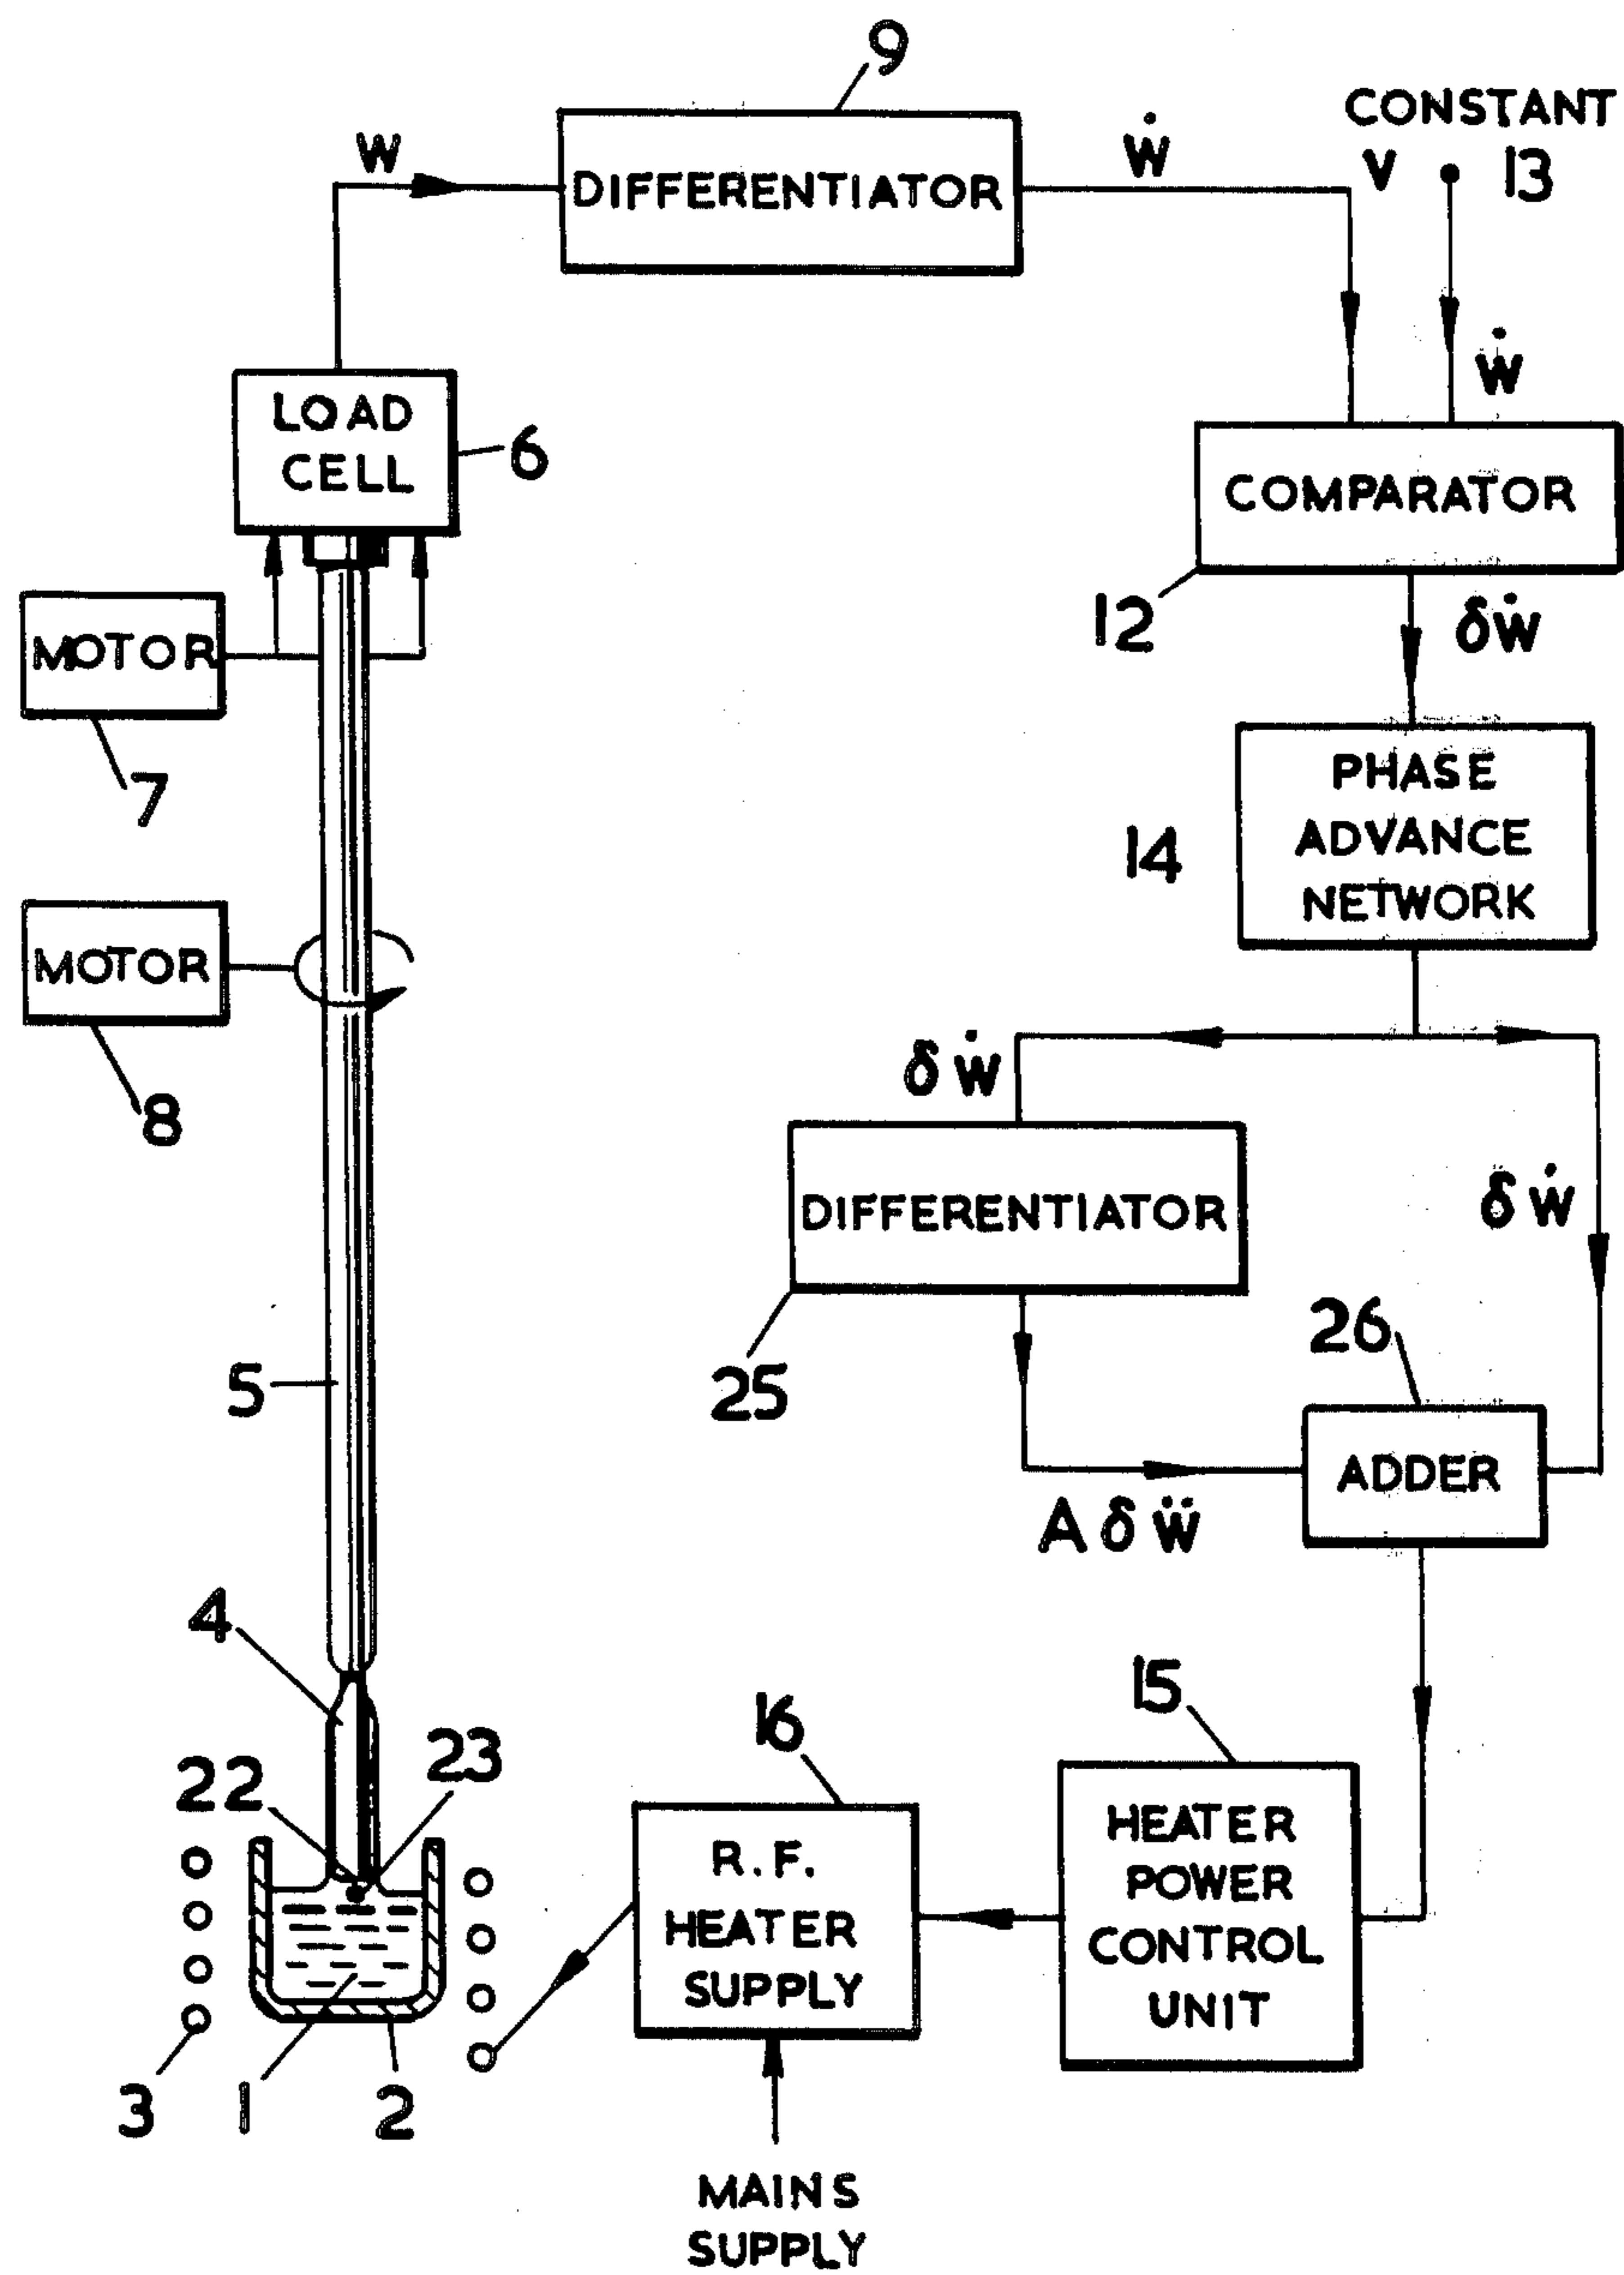 9
CONSTANT
W
Ẇ
V
13
DIFFERENTIATOR
Ẇ
LOAD
CELL
6
COMPARATOR
12
δẆ
MOTOR
7
PHASE
ADVANCE
NETWORK
14
MOTOR
8
δẆ
DIFFERENTIATOR
δẆ
25
26
5
ADDER
AδẄ
4
15
16
22
23
HEATER
POWER
CONTROL
UNIT
R.F.
HEATER
SUPPLY
3
1
2
MAINS
SUPPLY